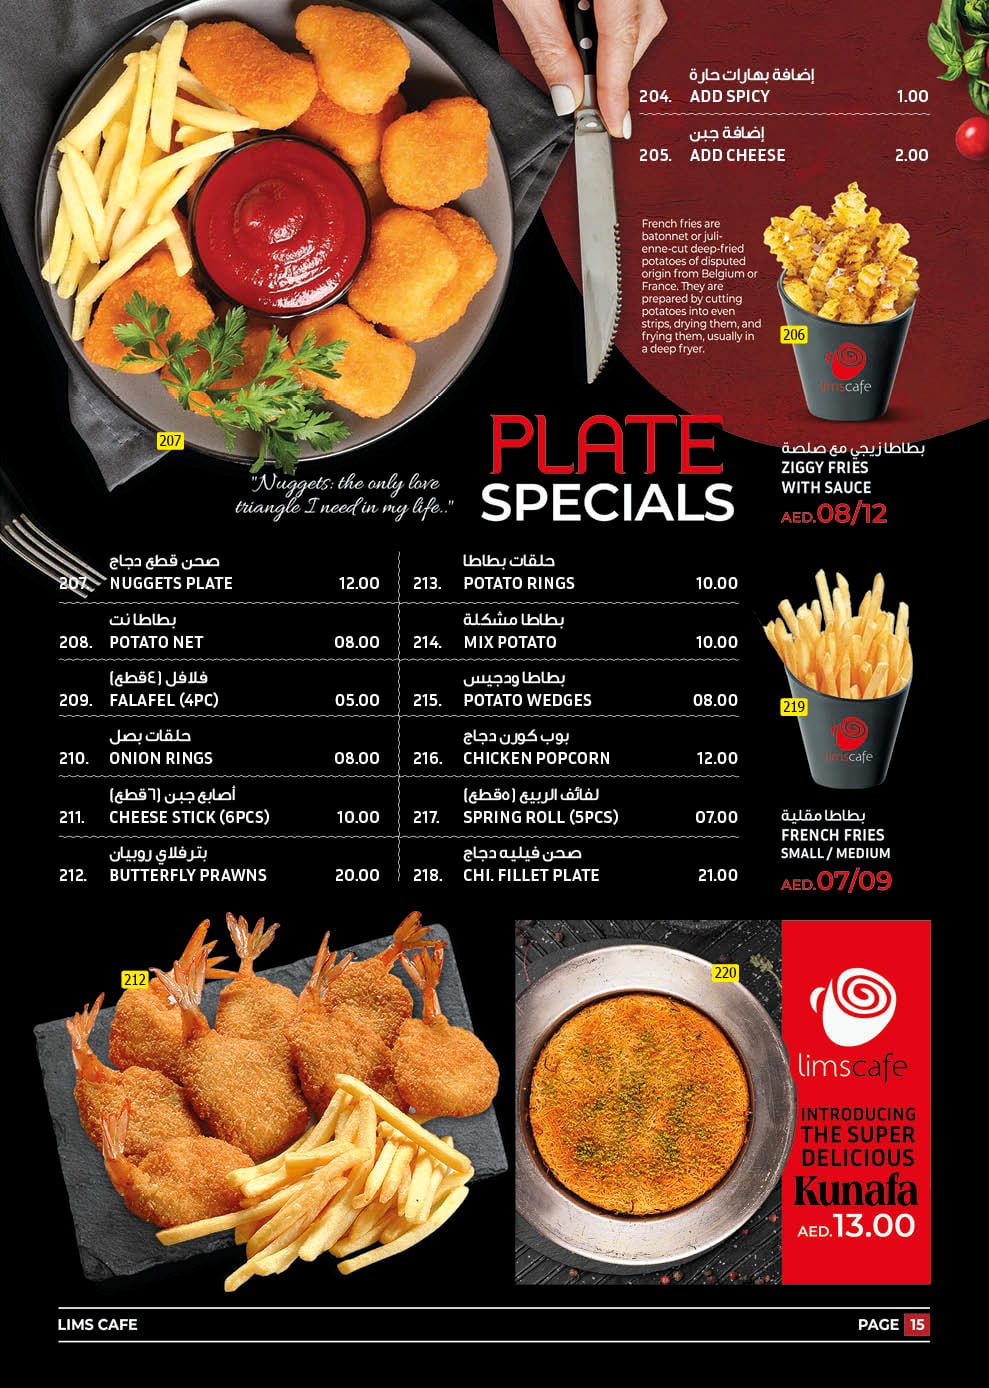 إضافة بهارات حارة
204. ADD SPICY 1.00
إضافة جبن
205. ADD CHEESE 2.00
French fries are
batonnet or juli-
enne-cut deep-fried
potatoes of disputed
origin from Belgium or
France. They are
prepared by cutting
potatoes into even
strips, drying them, and
frying them, usually in
a deep fryer.
206
limscafe
بطاطا زيجي مع صلصة
ZIGGY FRIES
WITH SAUCE
AED.08/12
207
"Nuggets: the only love
triangle I need in my life.."
PLATE
SPECIALS
صحن قطع دجاج
207. NUGGETS PLATE 12.00
بطاطا نت
208. POTATO NET 08.00
فلافل (٤قطع)
209. FALAFEL (4PC) 05.00
حلقات بصل
210. ONION RINGS 08.00
أصابع جبن (٦قطع)
211. CHEESE STICK (6PCS) 10.00
بترفلاي روبيان
212. BUTTERFLY PRAWNS 20.00
حلقات بطاطا
213. POTATO RINGS 10.00
بطاطا مشكلة
214. MIX POTATO 10.00
بطاطا ودجيس
215. POTATO WEDGES 08.00
بوب كورن دجاج
216. CHICKEN POPCORN 12.00
لفائف الربيع (٥قطع)
217. SPRING ROLL (5PCS) 07.00
صحن فيليه دجاج
218. CHI. FILLET PLATE 21.00
219
limscafe
بطاطا مقلية
FRENCH FRIES
SMALL / MEDIUM
AED.07/09
212
220
limscafe
INTRODUCING
THE SUPER
DELICIOUS
Kunafa
AED.13.00
LIMS CAFE
PAGE 15